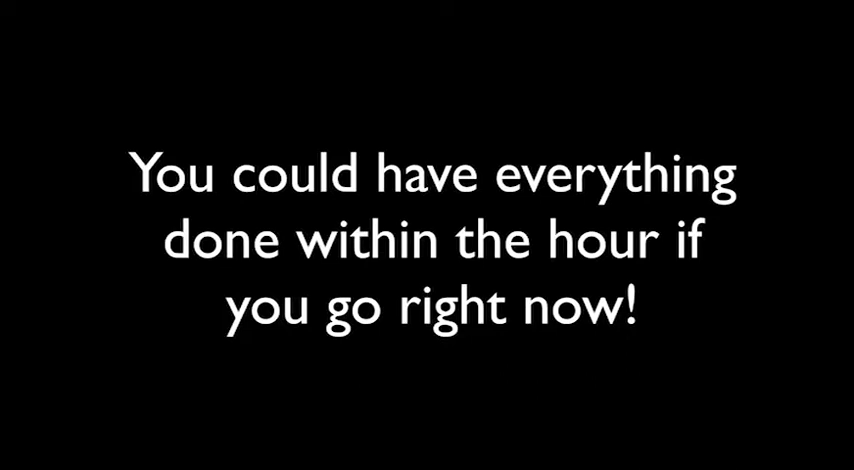 You could have everything
done within the hour if
you go right now!